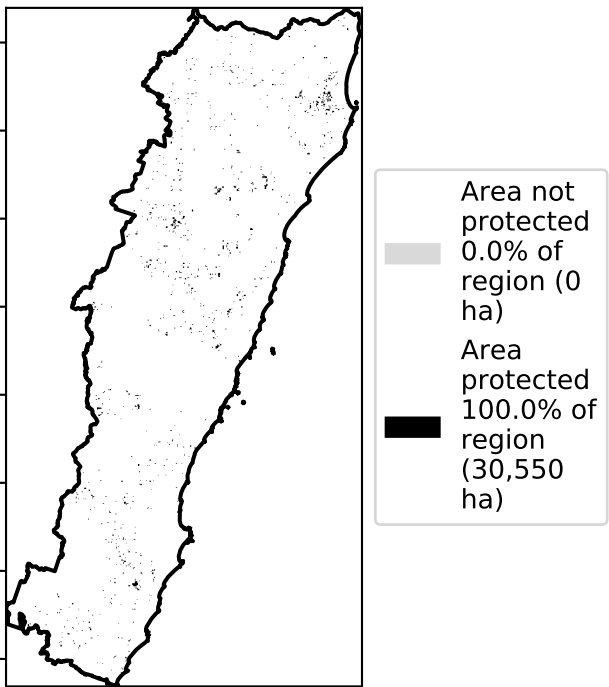 Area not
protected
0.0% of
region (0
ha)
Area
protected
100.0% of
region
(30,550
ha)